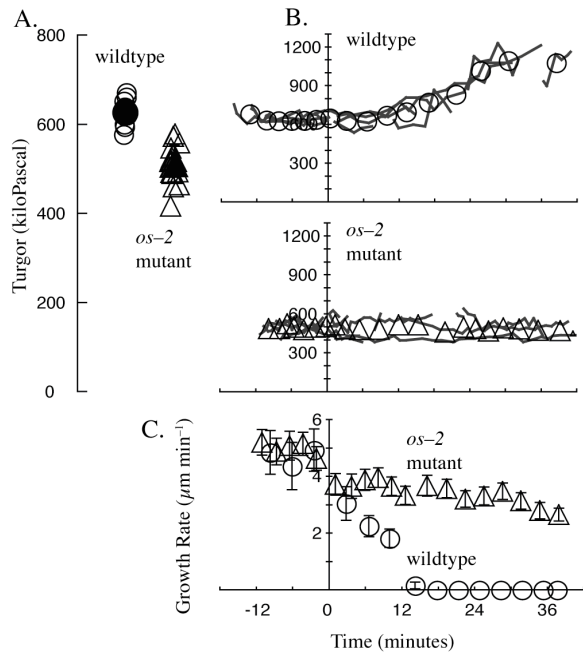 A.
B.
800
600
400
200
0
Turgor (kiloPascal)
wildtype
os–2
mutant
wildtype
1200
900
600
300
os–2
mutant
1200
900
600
300
C.
6
4
2
Growth Rate (µm min⁻¹)
os–2
mutant
wildtype
-12 0 12 24 36
Time (minutes)